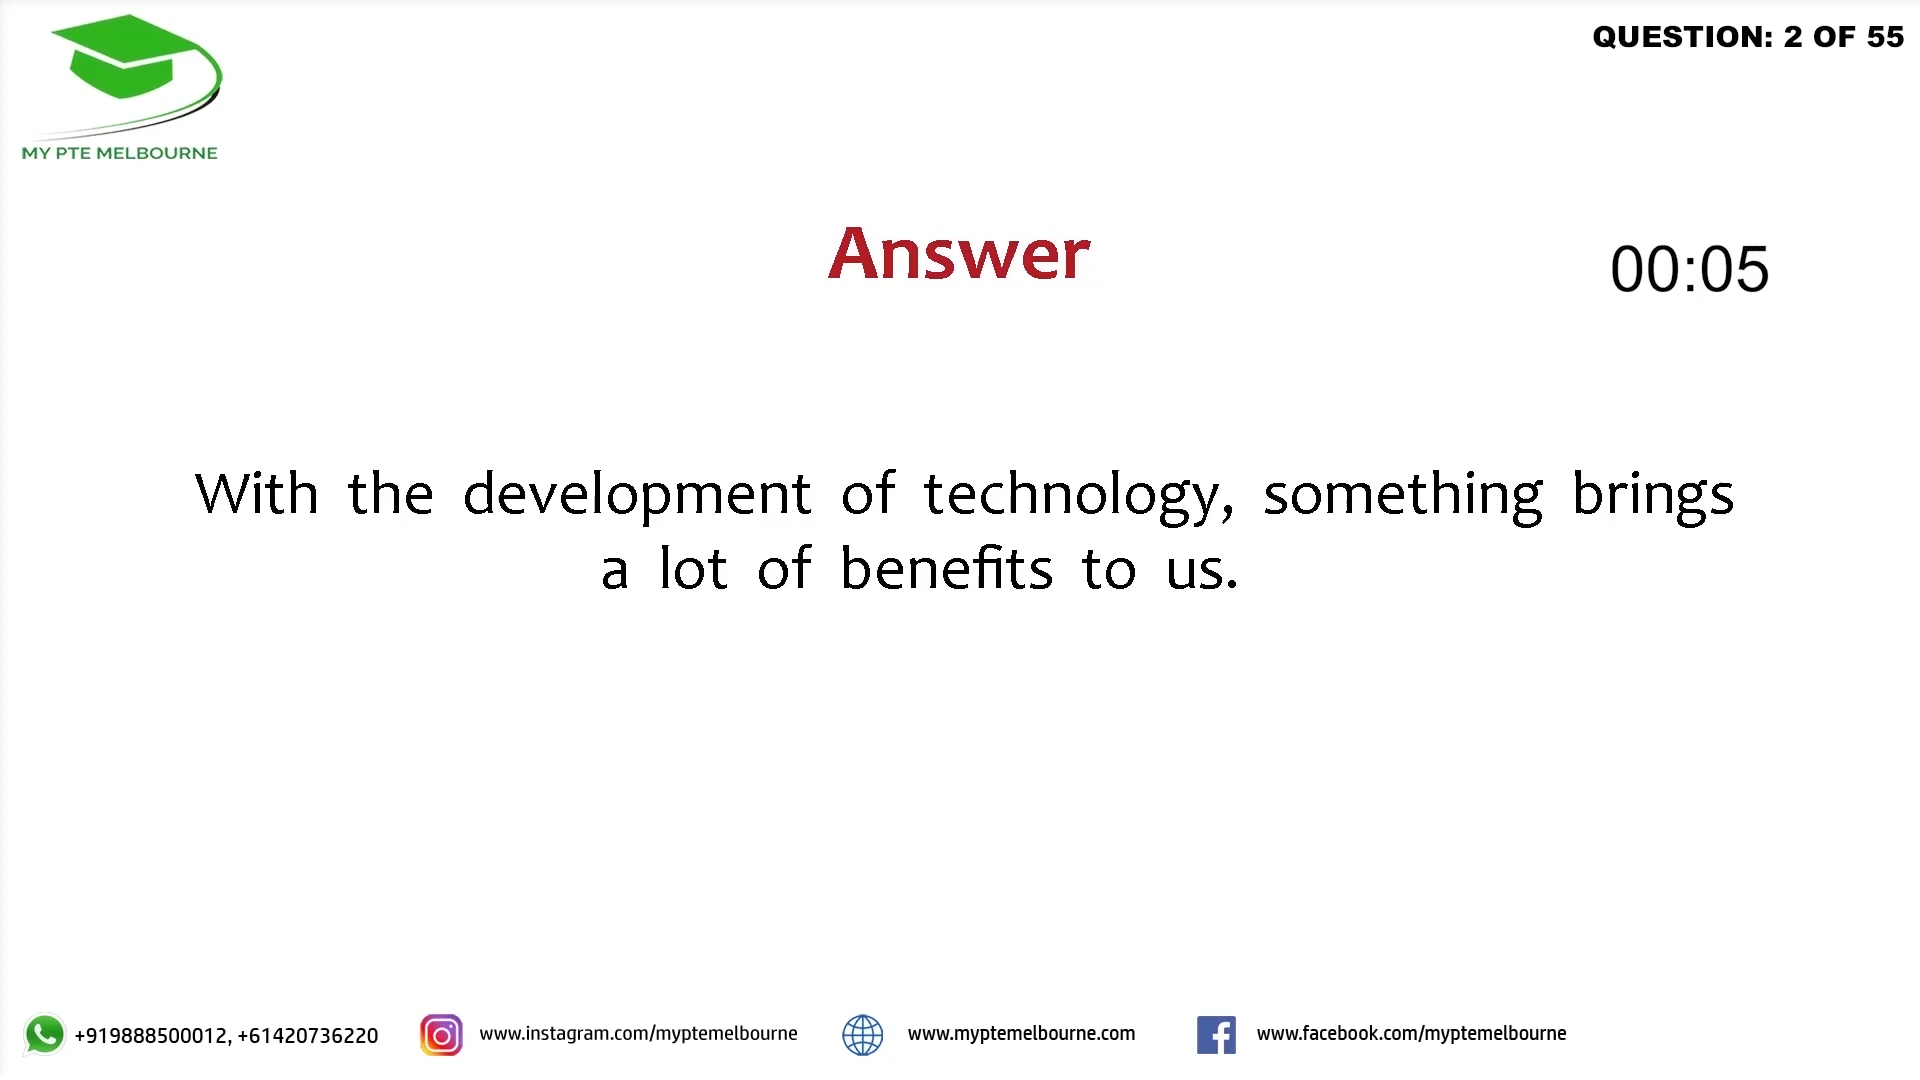 QUESTION: 2 OF 55
MY PTE MELBOURNE
Answer
00:05
With the development of technology, something brings
a lot of benefits to us.
+919888500012, +61420736220
www.instagram.com/myptemelbourne
www.myptemelbourne.com
www.facebook.com/myptemelbourne